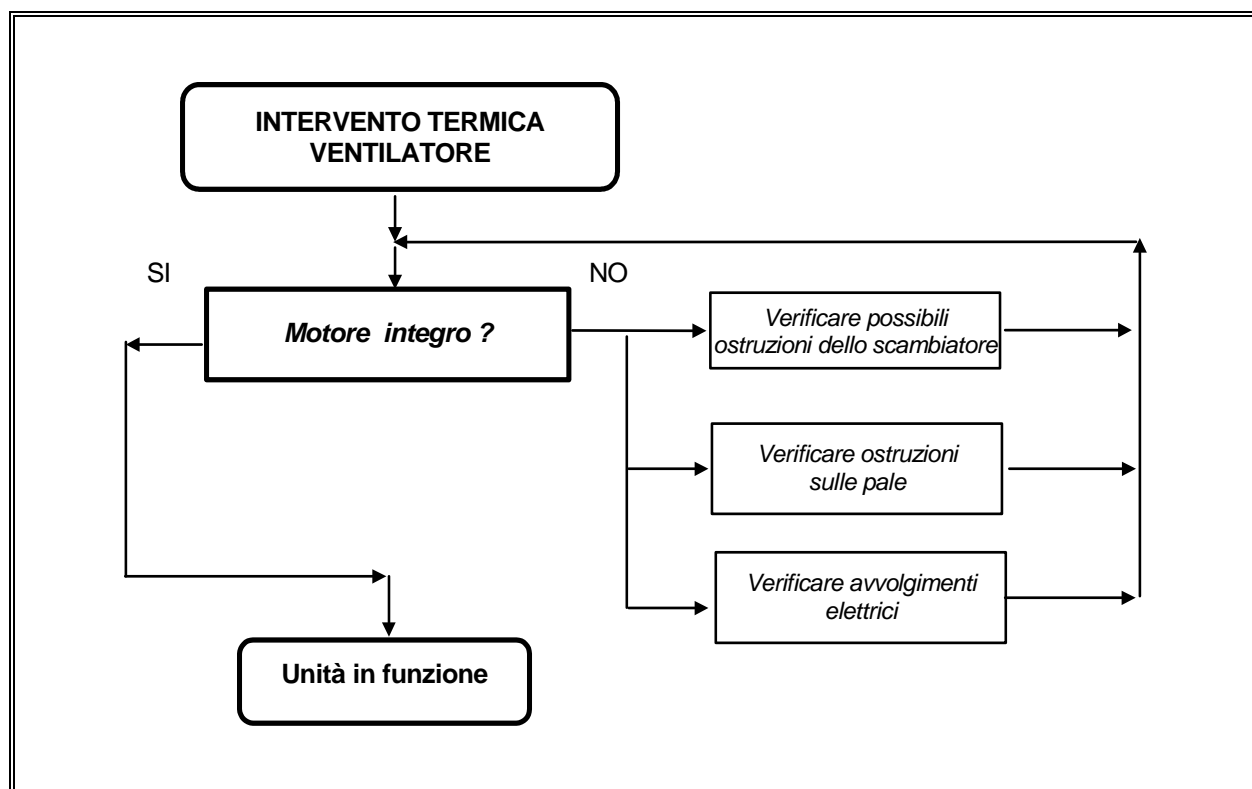 INTERVENTO TERMICA
VENTILATORE
SI
NO
Motore integro ?
Verificare possibili
ostruzioni dello scambiatore
Verificare ostruzioni
sulle pale
Verificare avvolgimenti
elettrici
Unità in funzione